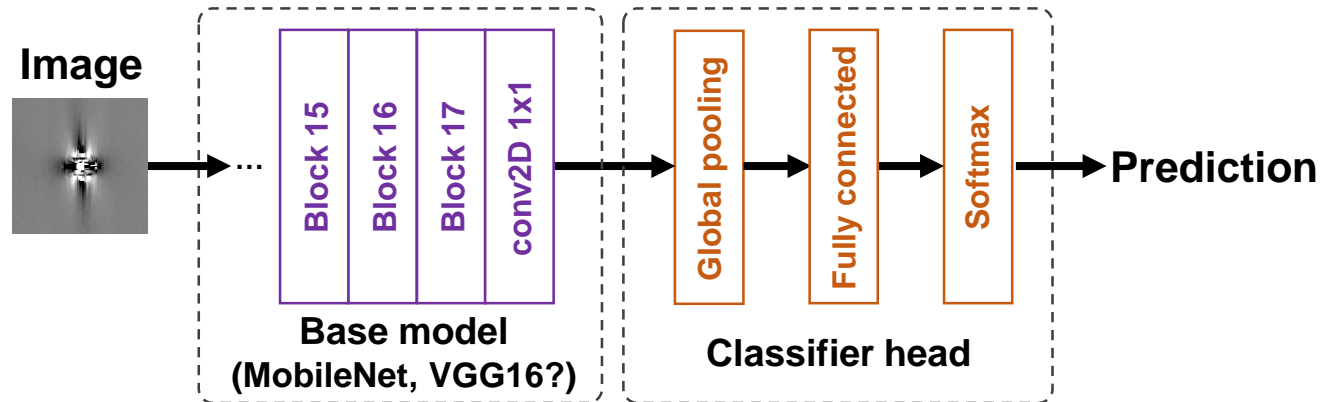 Image
...
Block 15
Block 16
Block 17
conv2D 1x1
Base model
(MobileNet, VGG16?)
Global pooling
Fully connected
Softmax
Classifier head
Prediction